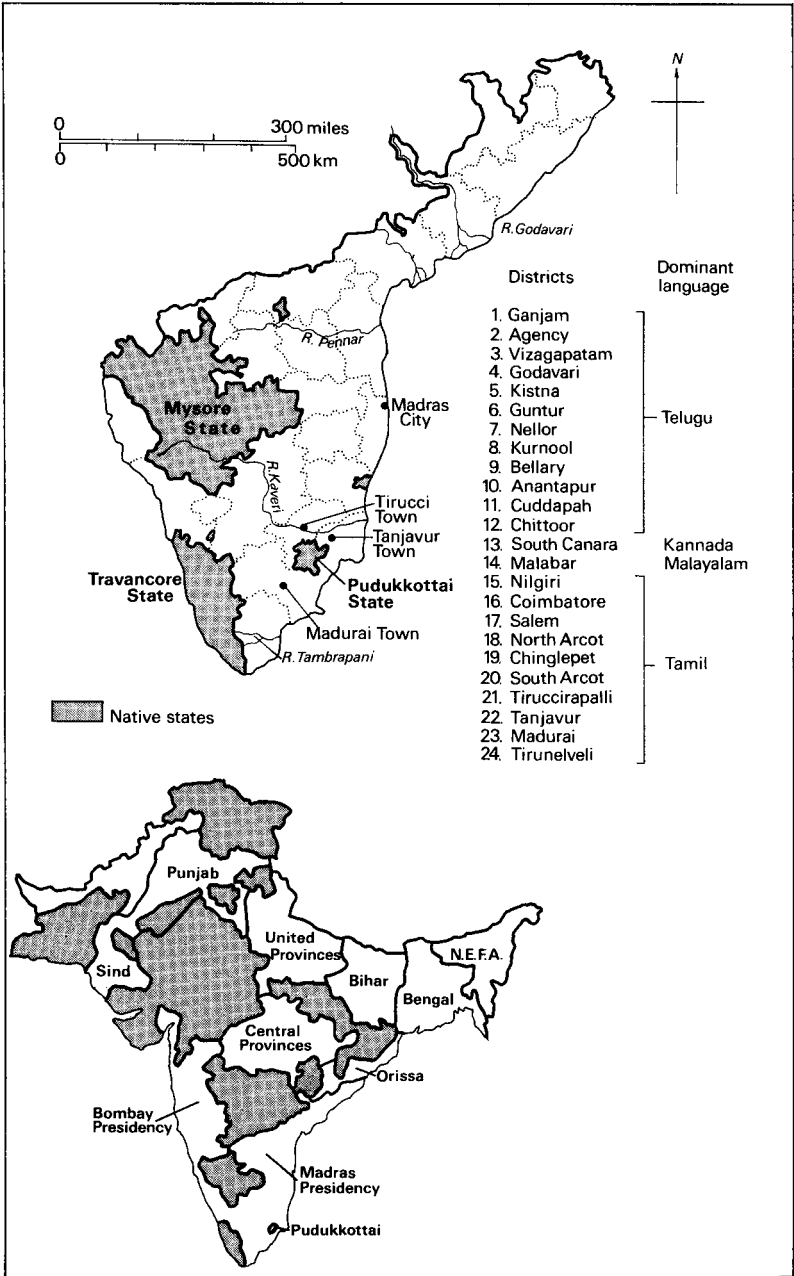 N
0 300 miles
0 500 km
R.Godavari
Districts
Dominant
language
1. Ganjam
2. Agency
3. Vizagapatam
4. Godavari
5. Kistna
6. Guntur
7. Nellor
8. Kurnool
9. Bellary
10. Anantapur
11. Cuddapah
12. Chittoor
13. South Canara
14. Malabar
15. Nilgiri
16. Coimbatore
17. Salem
18. North Arcot
19. Chinglepet
20. South Arcot
21. Tiruccirapalli
22. Tanjavur
23. Madurai
24. Tirunelveli
Telugu
Kannada
Malayalam
Tamil
R. Pennar
Mysore
State
Madras
City
R.Kaveri
Tirucci
Town
Tanjavur
Town
Travancore
State
Pudukkottai
State
Madurai Town
R.Tambrapani
Native states
Punjab
United
Provinces
N.E.F.A.
Sind
Bihar
Bengal
Central
Provinces
Orissa
Bombay
Presidency
Madras
Presidency
Pudukkottai